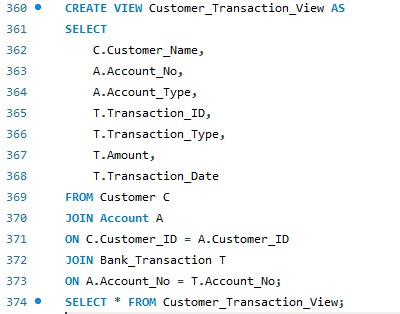 360 CREATE VIEW Customer_Transaction_View AS
361 SELECT
362 C.Customer_Name,
363 A.Account_No,
364 A.Account_Type,
365 T.Transaction_ID,
366 T.Transaction_Type,
367 T.Amount,
368 T.Transaction_Date
369 FROM Customer C
370 JOIN Account A
371 ON C.Customer_ID = A.Customer_ID
372 JOIN Bank_Transaction T
373 ON A.Account_No = T.Account_No;
374 SELECT * FROM Customer_Transaction_View;